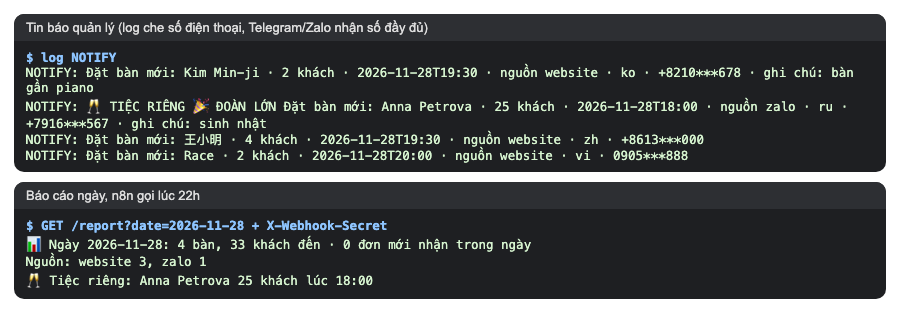 Tin báo quản lý (log che số điện thoại, Telegram/Zalo nhận số đầy đủ)
$ log NOTIFY
NOTIFY: Đặt bàn mới: Kim Min-ji · 2 khách · 2026-11-28T19:30 · nguồn website · ko · +8210***678 · ghi chú: bàn
gần piano
NOTIFY: 🥂 TIỆC RIÊNG 🎉 ĐOÀN LỚN Đặt bàn mới: Anna Petrova · 25 khách · 2026-11-28T18:00 · nguồn zalo · ru ·
+7916***567 · ghi chú: sinh nhật
NOTIFY: Đặt bàn mới: 王小明 · 4 khách · 2026-11-28T19:30 · nguồn website · zh · +8613***000
NOTIFY: Đặt bàn mới: Race · 2 khách · 2026-11-28T20:00 · nguồn website · vi · 0905***888
Báo cáo ngày, n8n gọi lúc 22h
$ GET /report?date=2026-11-28 + X-Webhook-Secret
📊 Ngày 2026-11-28: 4 bàn, 33 khách đến · 0 đơn mới nhận trong ngày
Nguồn: website 3, zalo 1
🥂 Tiệc riêng: Anna Petrova 25 khách lúc 18:00